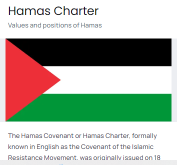 Hamas Charter
Values and positions of Hamas
The Hamas Covenant or Hamas Charter, formally
known in English as the Covenant of the Islamic
Resistance Movement, was originally issued on 18